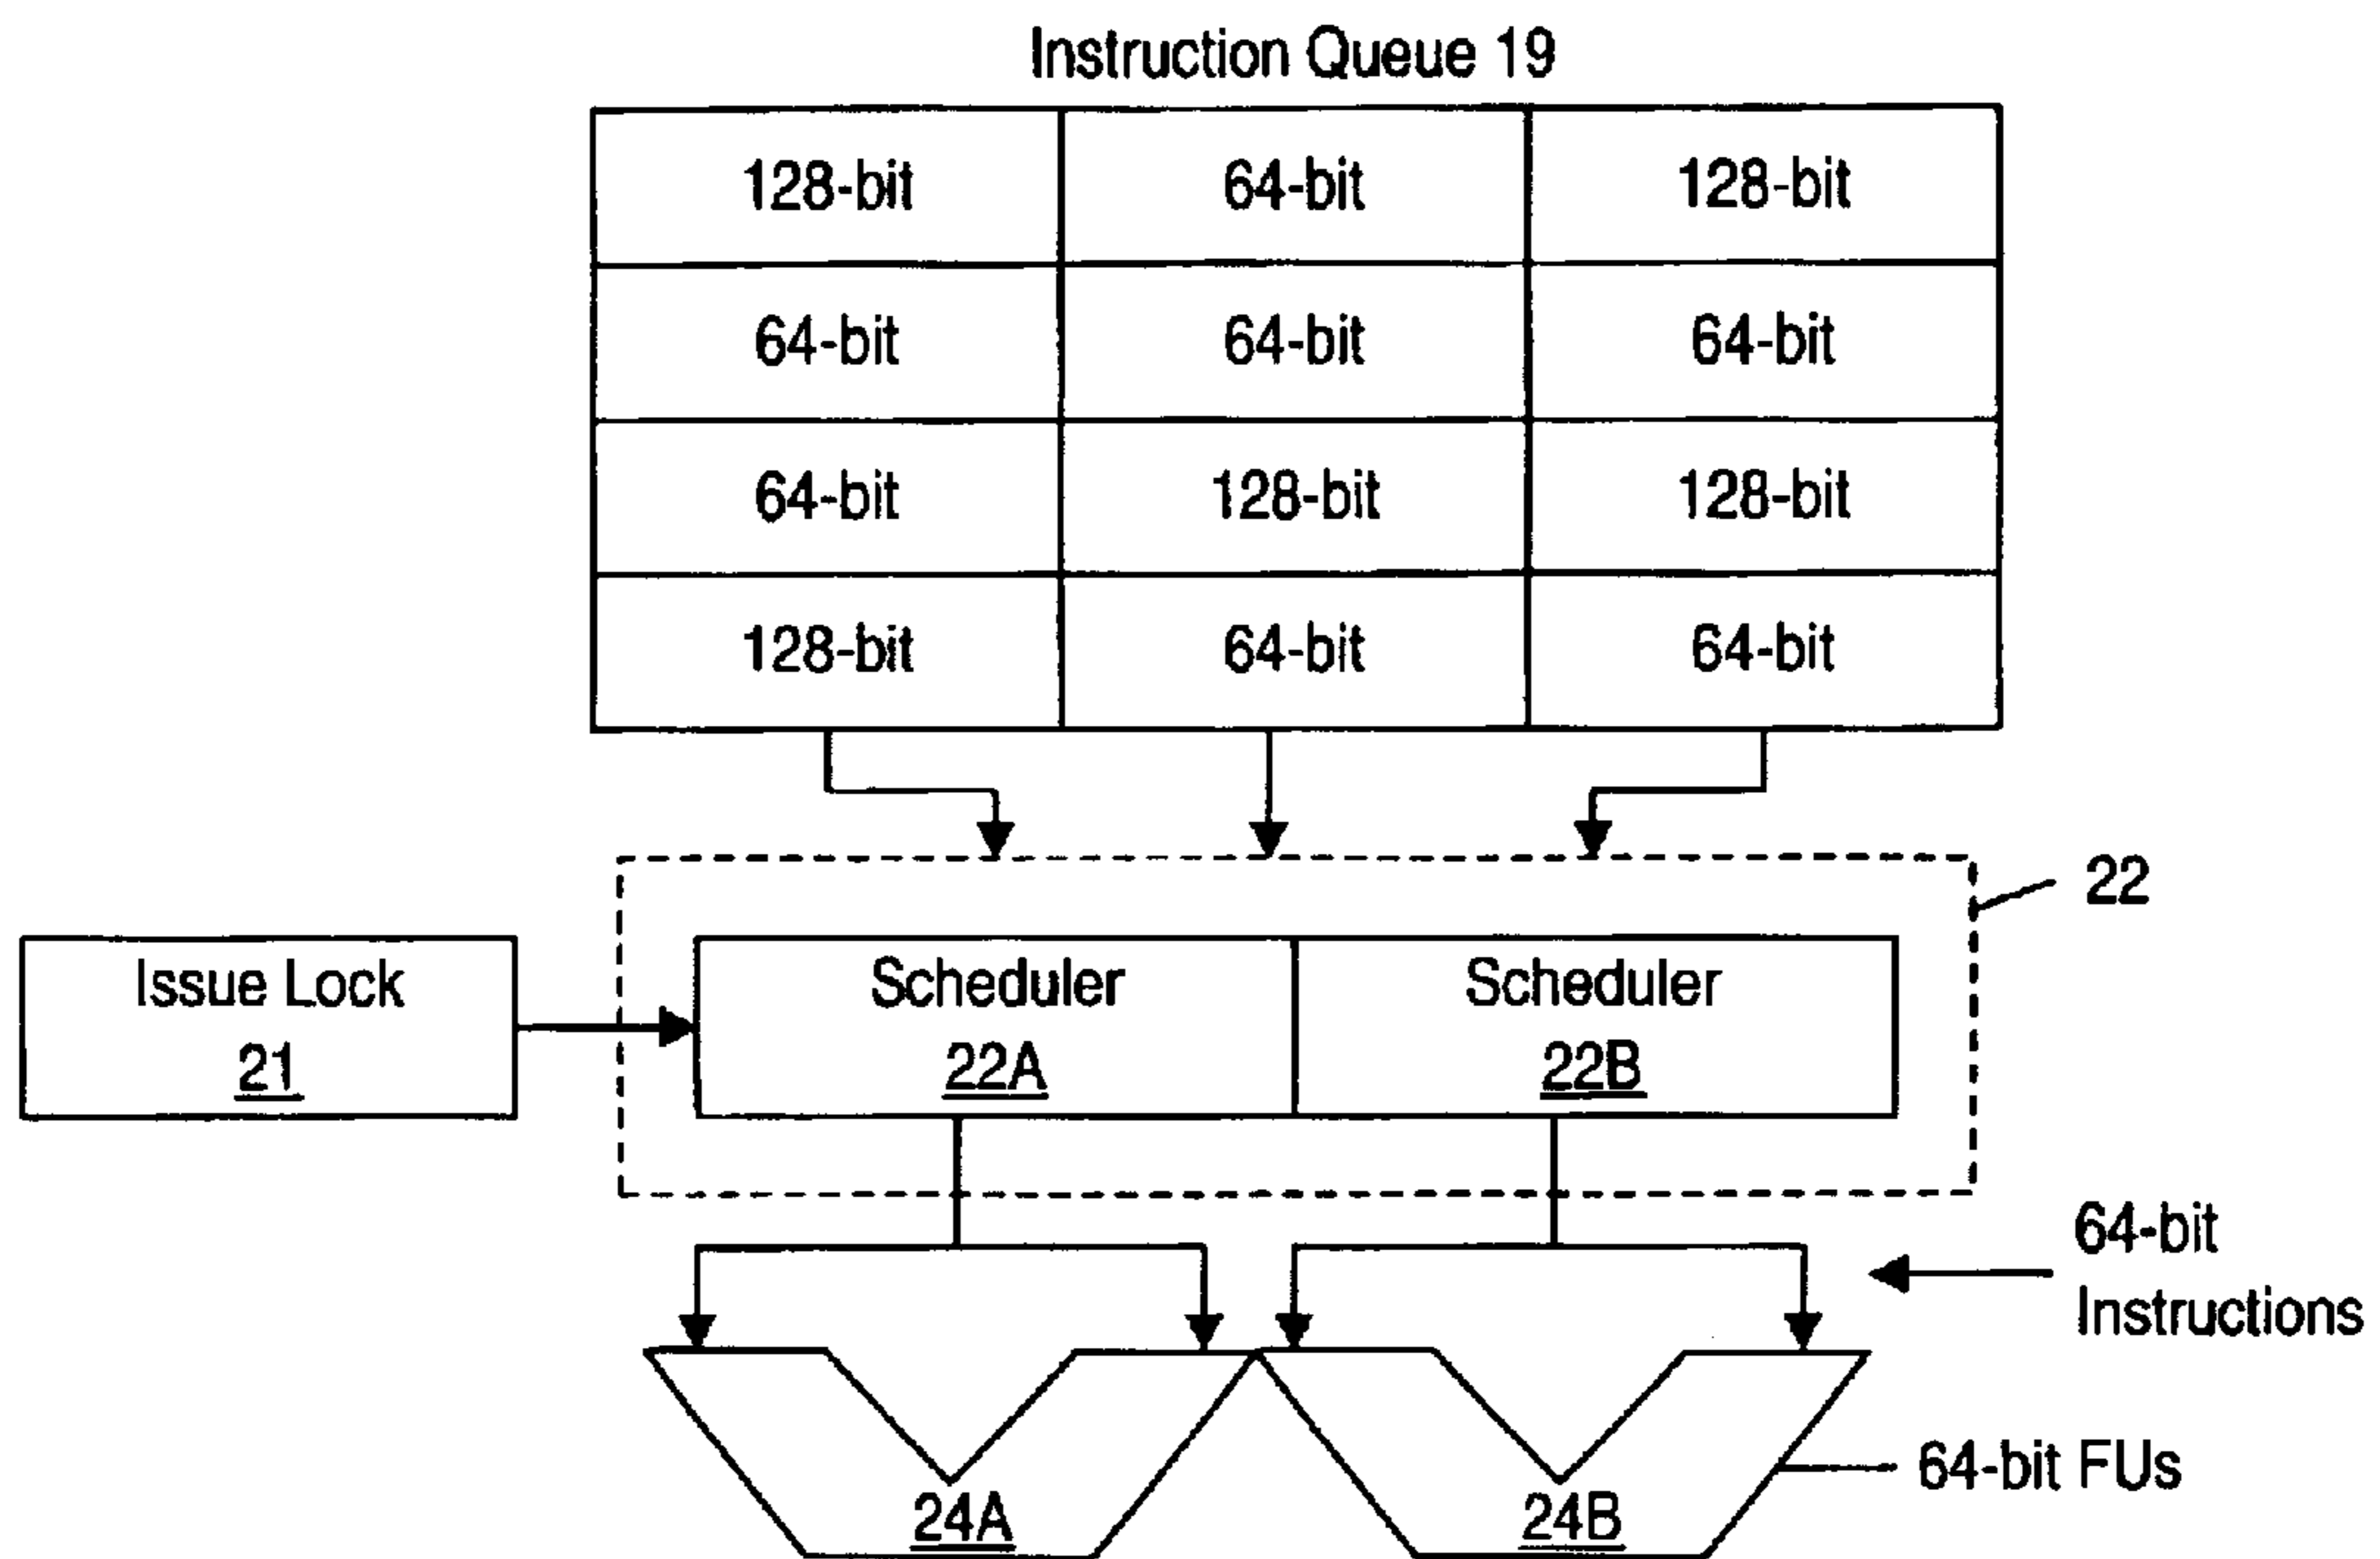 Instruction Queue 19
128-bit 64-bit 128-bit
64-bit 64-bit 64-bit
64-bit 128-bit 128-bit
128-bit 64-bit 64-bit
22
Issue Lock
21
Scheduler
22A
Scheduler
22B
64-bit
Instructions
24A
24B
64-bit FUs